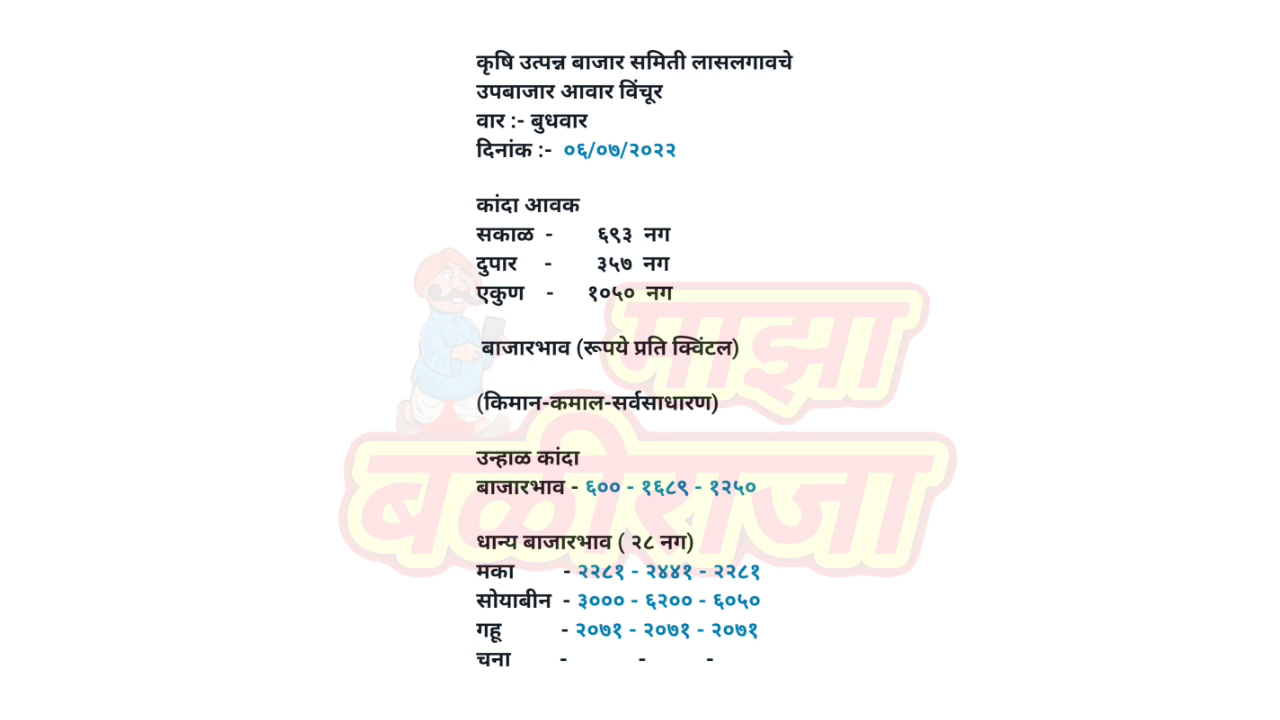 कृषि उत्पन्न बाजार समिती लासलगावचे
उपबाजार आवार विंचूर
वार :- बुधवार
दिनांक :- ०६/०७/२०२२
कांदा आवक
सकाळ - ६९३ नग
दुपार - ३५७ नग
एकुण - १०५० नग
बाजारभाव (रूपये प्रति क्विंटल)
(किमान-कमाल-सर्वसाधारण)
उन्हाळ कांदा
बाजारभाव - ६०० - १६८९ - १२५०
धान्य बाजारभाव ( २८ नग)
मका - २२८१ - २४४१ - २२८१
सोयाबीन - ३००० - ६२०० - ६०५०
गहू - २०७१ - २०७१ - २०७१
चना - - -
माझा
बळीराजा